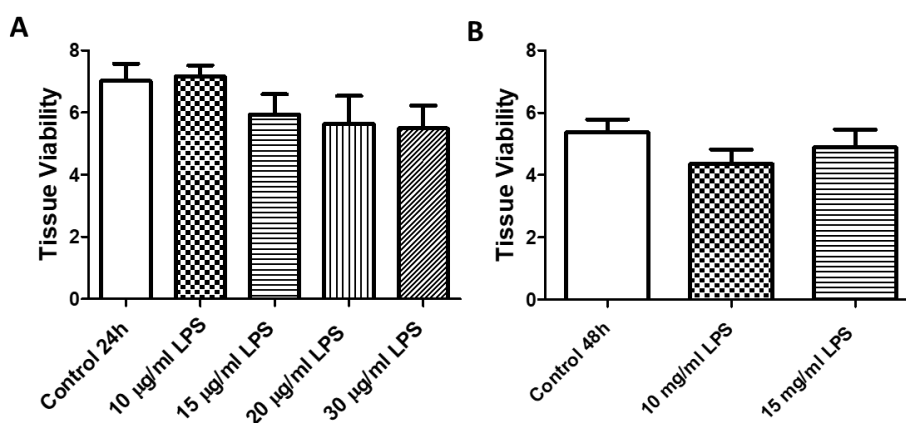 A
Tissue Viability
8
6
4
2
0
Control 24h
10 µg/ml LPS
15 µg/ml LPS
20 µg/ml LPS
30 µg/ml LPS
B
Tissue Viability
8
6
4
2
0
Control 48h
10 mg/ml LPS
15 mg/ml LPS